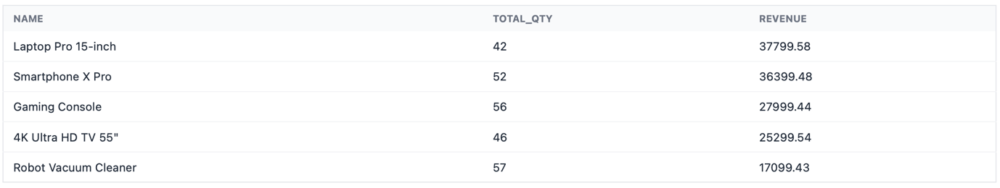 NAME TOTAL_QTY REVENUE
Laptop Pro 15-inch 42 37799.58
Smartphone X Pro 52 36399.48
Gaming Console 56 27999.44
4K Ultra HD TV 55" 46 25299.54
Robot Vacuum Cleaner 57 17099.43